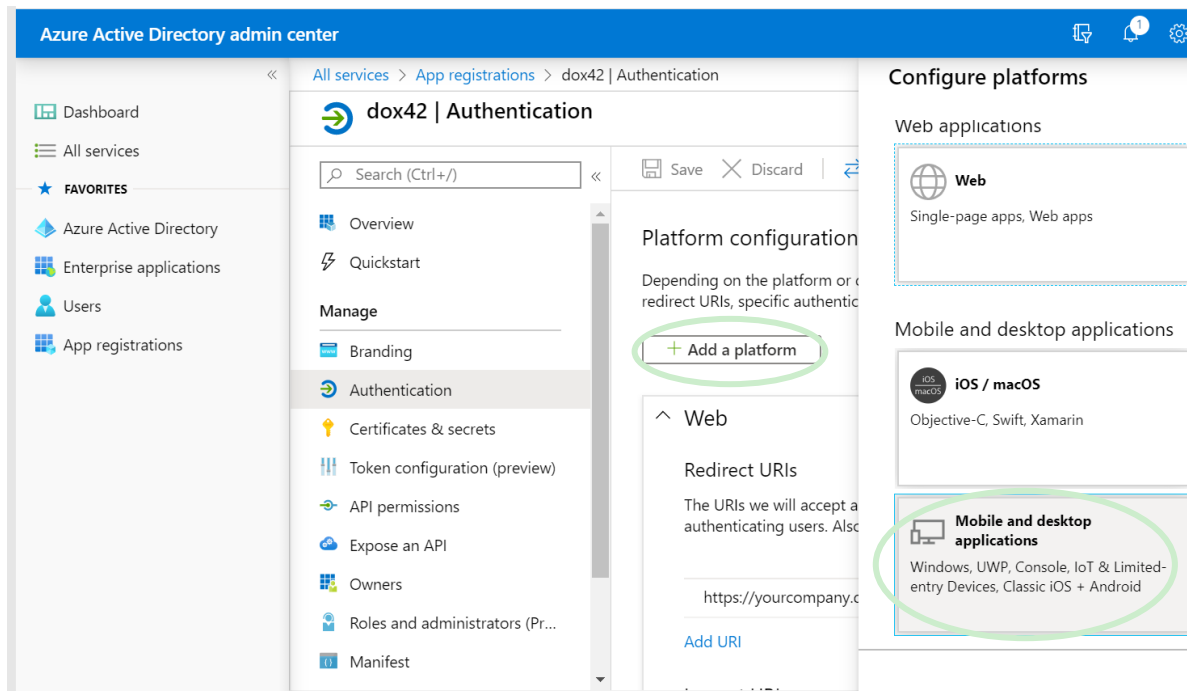 Azure Active Directory admin center
1
«
Dashboard
All services
FAVORITES
Azure Active Directory
Enterprise applications
Users
App registrations
All services > App registrations > dox42 | Authentication
dox42 | Authentication
Search (Ctrl+/)
«
Overview
Quickstart
Manage
Branding
Authentication
Certificates & secrets
Token configuration (preview)
API permissions
Expose an API
Owners
Roles and administrators (Pr...
Manifest
Save Discard
Platform configuration
Depending on the platform or
redirect URIs, specific authentic
+ Add a platform
Web
Redirect URIs
The URIs we will accept a
authenticating users. Also
https://yourcompany.
Add URI
Configure platforms
Web applications
Web
Single-page apps, Web apps
Mobile and desktop applications
iOS
macOS
iOS / macOS
Objective-C, Swift, Xamarin
Mobile and desktop
applications
Windows, UWP, Console, IoT & Limited-
entry Devices, Classic iOS + Android